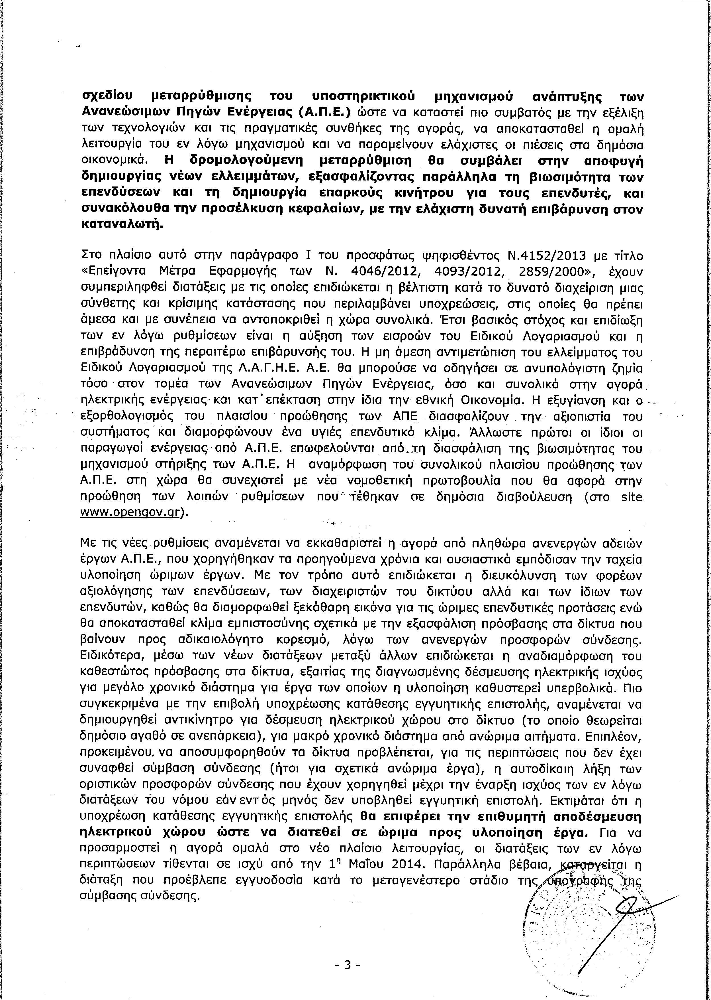 σχεδίου μεταρρύθμισης του υποστηρικτικού μηχανισμού ανάπτυξης των
Ανανεώσιμων Πηγών Ενέργειας (Α.Π.Ε.) ώστε να καταστεί πιο συμβατός με την εξέλιξη
των τεχνολογιών και τις πραγματικές συνθήκες της αγοράς, να αποκατασταθεί η ομαλή
λειτουργία του εν λόγω μηχανισμού και να παραμείνουν ελάχιστες οι πιέσεις στα δημόσια
οικονομικά. Η δρομολογούμενη μεταρρύθμιση θα συμβάλει στην αποφυγή
δημιουργίας νέων ελλειμμάτων, εξασφαλίζοντας παράλληλα τη βιωσιμότητα των
επενδύσεων και τη δημιουργία επαρκούς κινήτρου για τους επενδυτές, και
συνακόλουθα την προσέλκυση κεφαλαίων, με την ελάχιστη δυνατή επιβάρυνση στον
καταναλωτή.
Στο πλαίσιο αυτό στην παράγραφο Ι του προσφάτως ψηφισθέντος Ν.4152/2013 με τίτλο
«Επείγοντα Μέτρα Εφαρμογής των Ν. 4046/2012, 4093/2012, 2859/2000», έχουν
συμπεριληφθεί διατάξεις με τις οποίες επιδιώκεται η βέλτιστη κατά το δυνατό διαχείριση μιας
σύνθετης και κρίσιμης κατάστασης που περιλαμβάνει υποχρεώσεις, στις οποίες θα πρέπει
άμεσα και με συνέπεια να ανταποκριθεί η χώρα συνολικά. Έτσι βασικός στόχος και επιδίωξη
των εν λόγω ρυθμίσεων είναι η αύξηση των εισροών του Ειδικού Λογαριασμού και η
επιβράδυνση της περαιτέρω επιβάρυνσής του. Η μη άμεση αντιμετώπιση του ελλείμματος του
Ειδικού Λογαριασμού της Λ.Α.Γ.Η.Ε. Α.Ε. θα μπορούσε να οδηγήσει σε ανυπολόγιστη ζημία
τόσο στον τομέα των Ανανεώσιμων Πηγών Ενέργειας, όσο και συνολικά στην αγορά
ηλεκτρικής ενέργειας και κατ'επέκταση στην ίδια την εθνική Οικονομία. Η εξυγίανση και ο
εξορθολογισμός του πλαισίου προώθησης των ΑΠΕ διασφαλίζουν την αξιοπιστία του
συστήματος και διαμορφώνουν ένα υγιές επενδυτικό κλίμα. Άλλωστε πρώτοι οι ίδιοι οι
παραγωγοί ενέργειας από Α.Π.Ε. επωφελούνται από τη διασφάλιση της βιωσιμότητας του
μηχανισμού στήριξης των Α.Π.Ε. Η αναμόρφωση του συνολικού πλαισίου προώθησης των
Α.Π.Ε. στη χώρα θα συνεχιστεί με νέα νομοθετική πρωτοβουλία που θα αφορά στην
προώθηση των λοιπών ρυθμίσεων που τέθηκαν σε δημόσια διαβούλευση (στο site
www.opengov.gr).
Με τις νέες ρυθμίσεις αναμένεται να εκκαθαριστεί η αγορά από πληθώρα ανενεργών αδειών
έργων Α.Π.Ε., που χορηγήθηκαν τα προηγούμενα χρόνια και ουσιαστικά εμπόδισαν την ταχεία
υλοποίηση ώριμων έργων. Με τον τρόπο αυτό επιδιώκεται η διευκόλυνση των φορέων
αξιολόγησης των επενδύσεων, των διαχειριστών του δικτύου αλλά και των ίδιων των
επενδυτών, καθώς θα διαμορφωθεί ξεκάθαρη εικόνα για τις ώριμες επενδυτικές προτάσεις ενώ
θα αποκατασταθεί κλίμα εμπιστοσύνης σχετικά με την εξασφάλιση πρόσβασης στα δίκτυα που
βαίνουν προς αδικαιολόγητο κορεσμό, λόγω των ανενεργών προσφορών σύνδεσης.
Ειδικότερα, μέσω των νέων διατάξεων μεταξύ άλλων επιδιώκεται η αναδιαμόρφωση του
καθεστώτος πρόσβασης στα δίκτυα, εξαιτίας της διαγνωσμένης δέσμευσης ηλεκτρικής ισχύος
για μεγάλο χρονικό διάστημα για έργα των οποίων η υλοποίηση καθυστερεί υπερβολικά. Πιο
συγκεκριμένα με την επιβολή υποχρέωσης κατάθεσης εγγυητικής επιστολής, αναμένεται να
δημιουργηθεί αντικίνητρο για δέσμευση ηλεκτρικού χώρου στο δίκτυο (το οποίο θεωρείται
δημόσιο αγαθό σε ανεπάρκεια), για μακρό χρονικό διάστημα από ανώριμα αιτήματα. Επιπλέον,
προκειμένου να αποσυμφορηθούν τα δίκτυα προβλέπεται, για τις περιπτώσεις που δεν έχει
συναφθεί σύμβαση σύνδεσης (ήτοι για σχετικά ανώριμα έργα), η αυτοδίκαιη λήξη των
οριστικών προσφορών σύνδεσης που έχουν χορηγηθεί μέχρι την έναρξη ισχύος των εν λόγω
διατάξεων του νόμου εάν εντός μηνός δεν υποβληθεί εγγυητική επιστολή. Εκτιμάται ότι η
υποχρέωση κατάθεσης εγγυητικής επιστολής θα επιφέρει την επιθυμητή αποδέσμευση
ηλεκτρικού χώρου ώστε να διατεθεί σε ώριμα προς υλοποίηση έργα. Για να
προσαρμοστεί η αγορά ομαλά στο νέο πλαίσιο λειτουργίας, οι διατάξεις των εν λόγω
περιπτώσεων τίθενται σε ισχύ από την 1η Μαΐου 2014. Παράλληλα βέβαια, καταργείται η
διάταξη που προέβλεπε εγγυοδοσία κατά το μεταγενέστερο στάδιο της υπογραφής της
σύμβασης σύνδεσης.
- 3 -